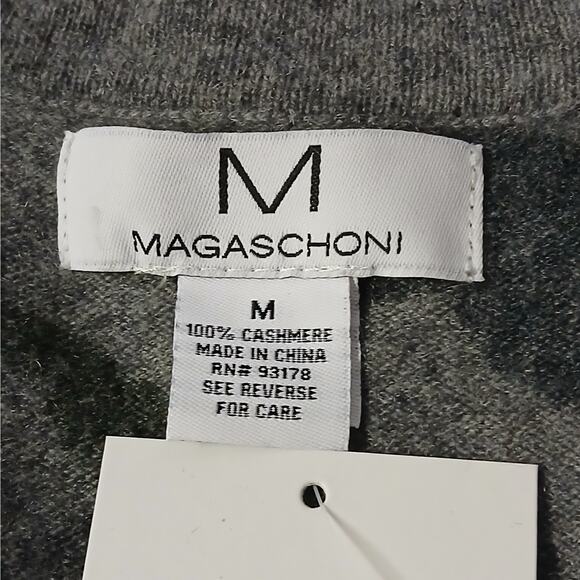 M
MAGASCHONI
M
100% CASHMERE
MADE IN CHINA
RN# 93178
SEE REVERSE
FOR CARE